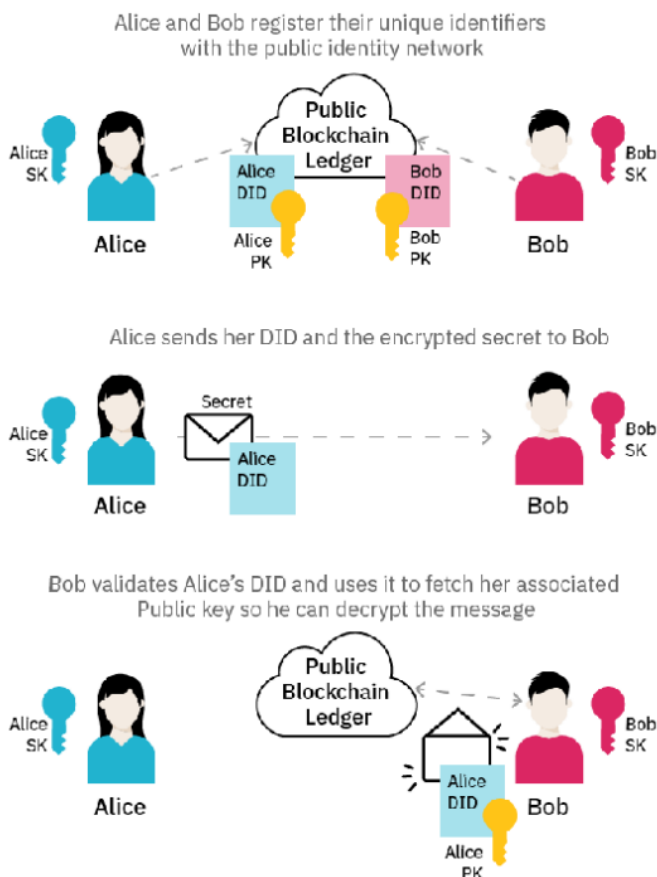 Alice and Bob register their unique identifiers
with the public identity network
Public
Blockchain
Ledger
Alice
SK
Alice
DID
Bob
DID
Bob
SK
Alice
PK
Bob
PK
Alice
Bob
Alice sends her DID and the encrypted secret to Bob
Secret
Alice
SK
Alice
DID
Bob
SK
Alice
Bob
Bob validates Alice's DID and uses it to fetch her associated
Public key so he can decrypt the message
Public
Blockchain
Ledger
Alice
SK
Bob
SK
Alice
DID
Alice
Bob
Alice
PK